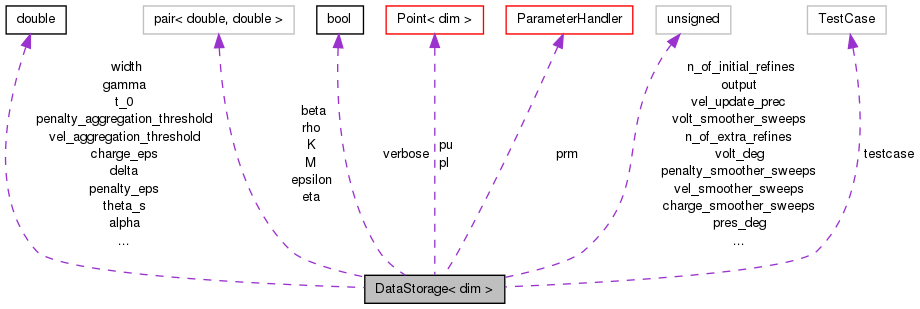 double
pair< double, double >
bool
Point< dim >
ParameterHandler
unsigned
TestCase
width
gamma
t_0
penalty_aggregation_threshold
vel_aggregation_threshold
charge_eps
delta
penalty_eps
theta_s
alpha
...
beta
rho
K
M
epsilon
eta
verbose
pu
pl
prm
n_of_initial_refines
output
vel_update_prec
volt_smoother_sweeps
n_of_extra_refines
volt_deg
penalty_smoother_sweeps
vel_smoother_sweeps
charge_smoother_sweeps
pres_deg
...
testcase
DataStorage< dim >